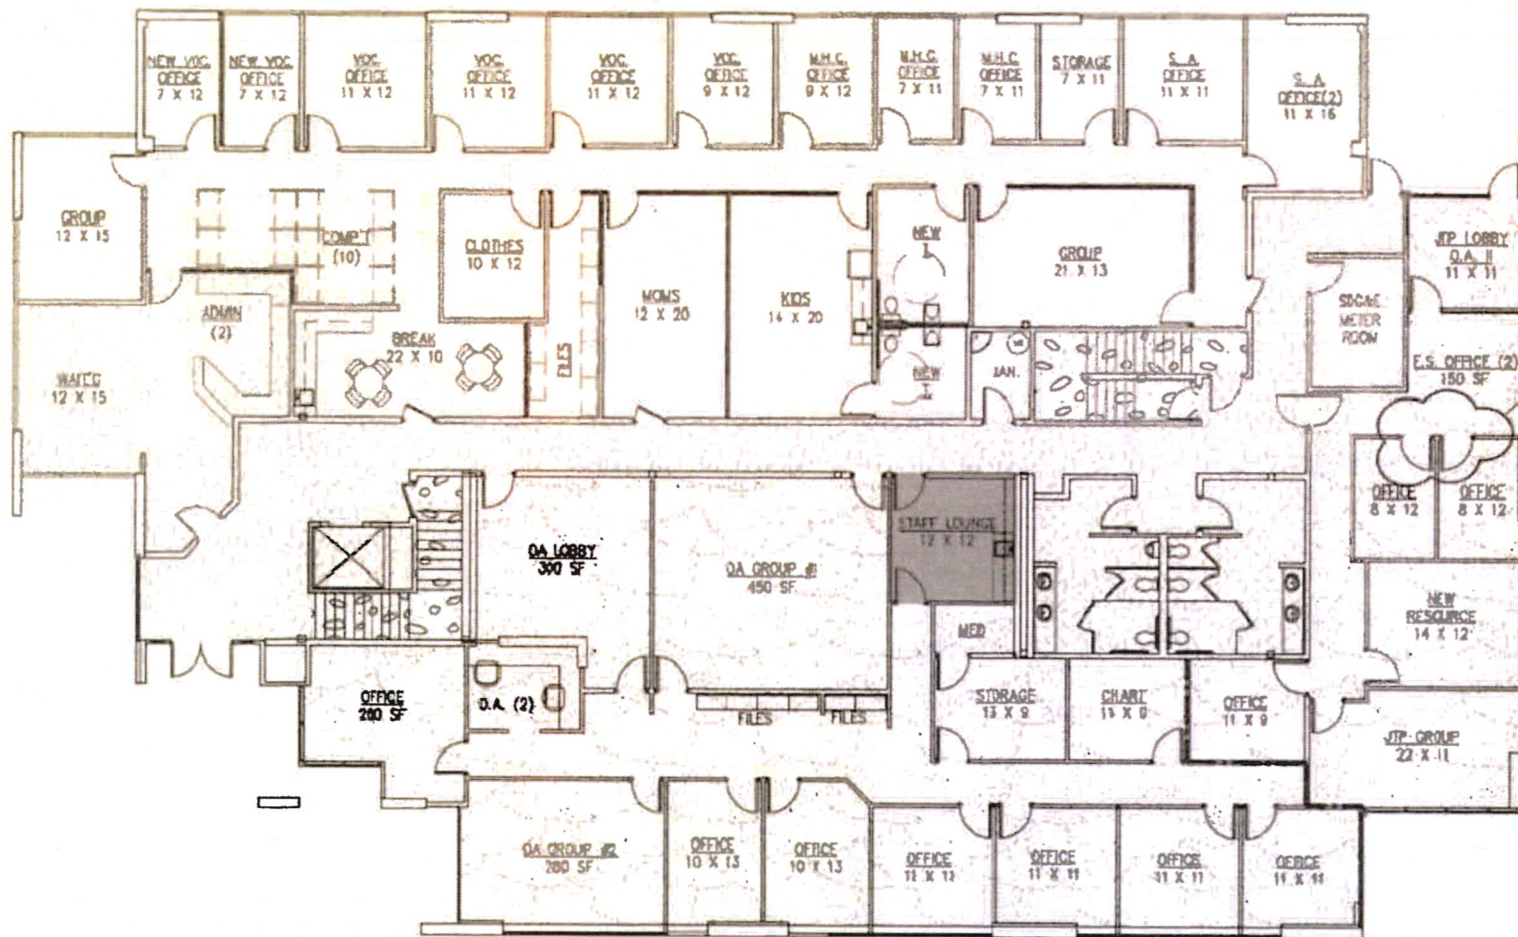 NEW VOC.
OFFICE
7 X 12
NEW VOC.
OFFICE
7 X 12
VOC.
OFFICE
11 X 12
VOC.
OFFICE
11 X 12
VOC.
OFFICE
11 X 12
VOC.
OFFICE
9 X 12
M.H.C.
OFFICE
9 X 12
M.H.C.
OFFICE
7 X 11
M.H.C.
OFFICE
7 X 11
STORAGE
7 X 11
S. A.
OFFICE
11 X 11
S. A.
OFFICE(2)
11 X 16
GROUP
12 X 15
COMP'T
(10)
CLOTHES
10 X 12
MOMS
12 X 20
KIDS
14 X 20
NEW
T.
GROUP
21 X 13
JTP LOBBY
O.A. II
11 X 11
ADMIN
(2)
BREAK
22 X 10
FILES
NEW
T.
JAN.
SDG&E
METER
ROOM
E.S. OFFICE (2)
150 SF
WAIT'G
12 X 15
OFFICE
8 X 12
OFFICE
8 X 12
STAFF LOUNGE
12 X 12
OA LOBBY
300 SF
OA GROUP #1
450 SF
MED
NEW
RESOURCE
14 X 12
OFFICE
260 SF
O.A. (2)
FILES
FILES
STORAGE
13 X 9
CHART
11 X 9
OFFICE
11 X 9
JTP GROUP
22 X 11
OA GROUP #2
280 SF
OFFICE
10 X 13
OFFICE
10 X 13
OFFICE
11 X 11
OFFICE
11 X 11
OFFICE
11 X 11
OFFICE
11 X 11